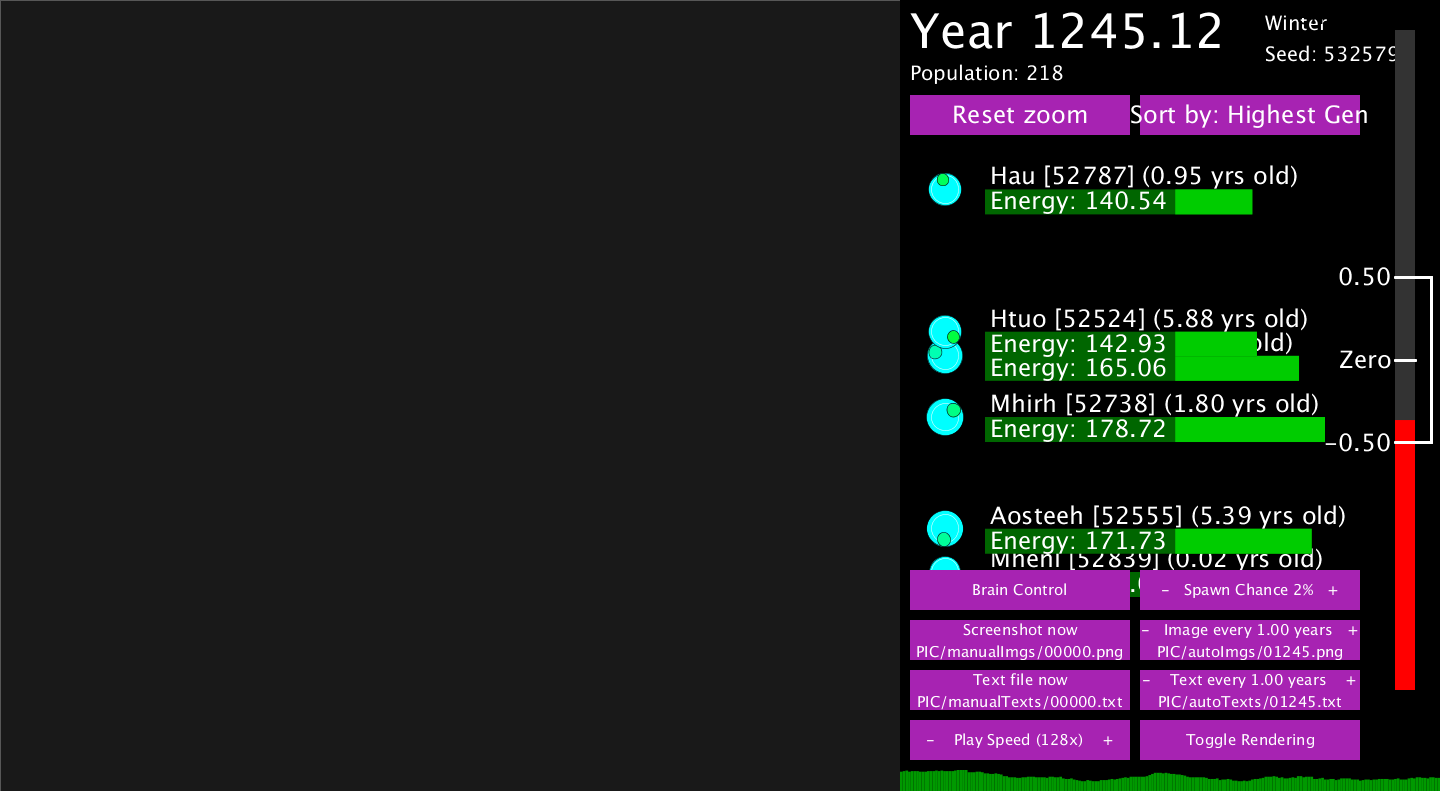 Year 1245.12
Winter
Seed: 532579
Population: 218
Reset zoom
Sort by: Highest Gen
Hau [52787] (0.95 yrs old)
Energy: 140.54
0.50
Htuo [52524] (5.88 yrs old)
Energy: 142.93
old)
Zero
Energy: 165.06
Mhirh [52738] (1.80 yrs old)
Energy: 178.72
-0.50
Aosteeh [52555] (5.39 yrs old)
Energy: 171.73
[52839] (0.02 yrs old)
Brain Control
- Spawn Chance 2% +
Screenshot now
PIC/manualImgs/00000.png
- Image every 1.00 years +
PIC/autoImgs/01245.png
Text file now
PIC/manualTexts/00000.txt
- Text every 1.00 years +
PIC/autoTexts/01245.txt
- Play Speed (128x) +
Toggle Rendering